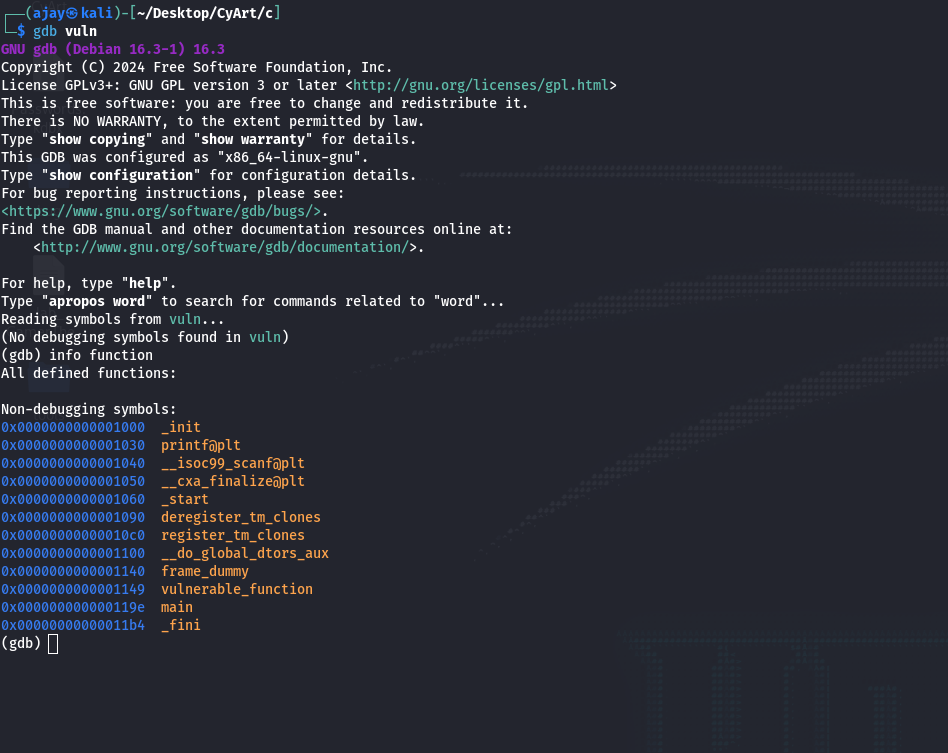 ┌──(ajay㉿kali)-[~/Desktop/CyArt/c]
└─$ gdb vuln
GNU gdb (Debian 16.3-1) 16.3
Copyright (C) 2024 Free Software Foundation, Inc.
License GPLv3+: GNU GPL version 3 or later <http://gnu.org/licenses/gpl.html>
This is free software: you are free to change and redistribute it.
There is NO WARRANTY, to the extent permitted by law.
Type "show copying" and "show warranty" for details.
This GDB was configured as "x86_64-linux-gnu".
Type "show configuration" for configuration details.
For bug reporting instructions, please see:
<https://www.gnu.org/software/gdb/bugs/>.
Find the GDB manual and other documentation resources online at:
    <http://www.gnu.org/software/gdb/documentation/>.

For help, type "help".
Type "apropos word" to search for commands related to "word"...
Reading symbols from vuln...
(No debugging symbols found in vuln)
(gdb) info function
All defined functions:

Non-debugging symbols:
0x0000000000001000  _init
0x0000000000001030  printf@plt
0x0000000000001040  __isoc99_scanf@plt
0x0000000000001050  __cxa_finalize@plt
0x0000000000001060  _start
0x0000000000001090  deregister_tm_clones
0x00000000000010c0  register_tm_clones
0x0000000000001100  __do_global_dtors_aux
0x0000000000001140  frame_dummy
0x0000000000001149  vulnerable_function
0x000000000000119e  main
0x00000000000011b4  _fini
(gdb)